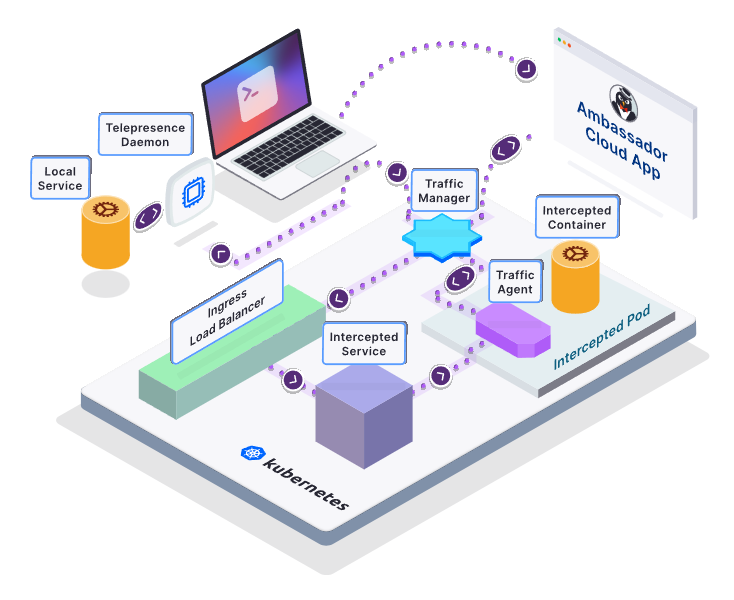 Ambassador
Cloud App
Telepresence
Daemon
Local
Service
Traffic
Manager
Intercepted
Container
Traffic
Agent
Ingress
Load Balancer
Intercepted
Service
Intercepted Pod
kubernetes